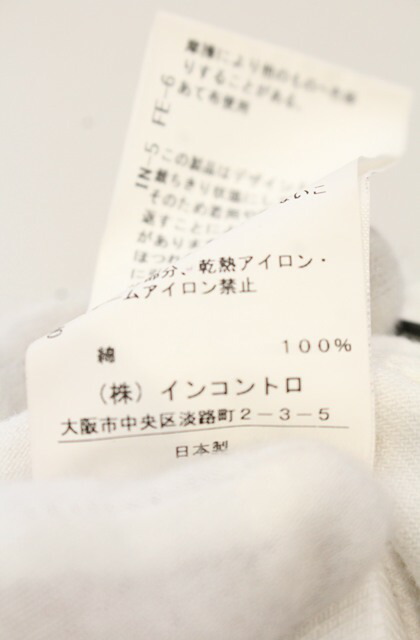 摩擦により他のものへ色移
りすることがある。
あて布使用
FE-6
IN-5 この製品はデザイン
裁ちきり状態に
そのため着用
返すことに
があります
ほつれ
部分、乾熱アイロン・
ムアイロン禁止
綿 100%
(株) インコントロ
大阪市中央区淡路町2-3-5
日本製